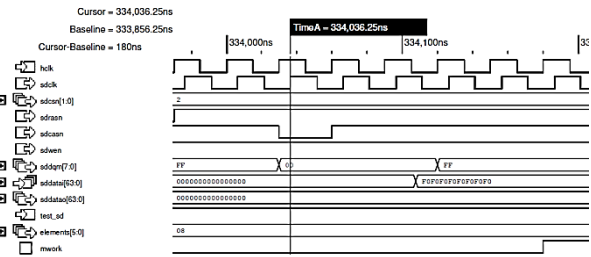 Cursor = 334,036.25ns
Baseline = 333,856.25ns
Cursor-Baseline = 180ns
TimeA = 334,036.25ns
334,000ns
334,100ns
33
hclk
sdclk
sdcsn[1:0]
2
sdrasn
sdcasn
sdwen
sddqm[7:0]
FF
00
FF
sddatai[63:0]
0000000000000000
F0F0F0F0F0F0F0F0
sddatao[63:0]
0000000000000000
test_sd
elements[5:0]
08
mwork